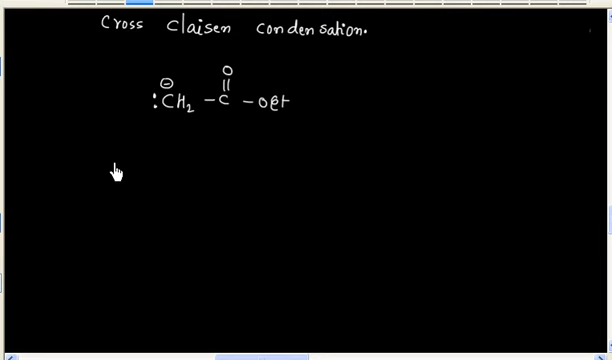 Cross Claisen condensation.
O
⊖
:CH₂ – C – OEt